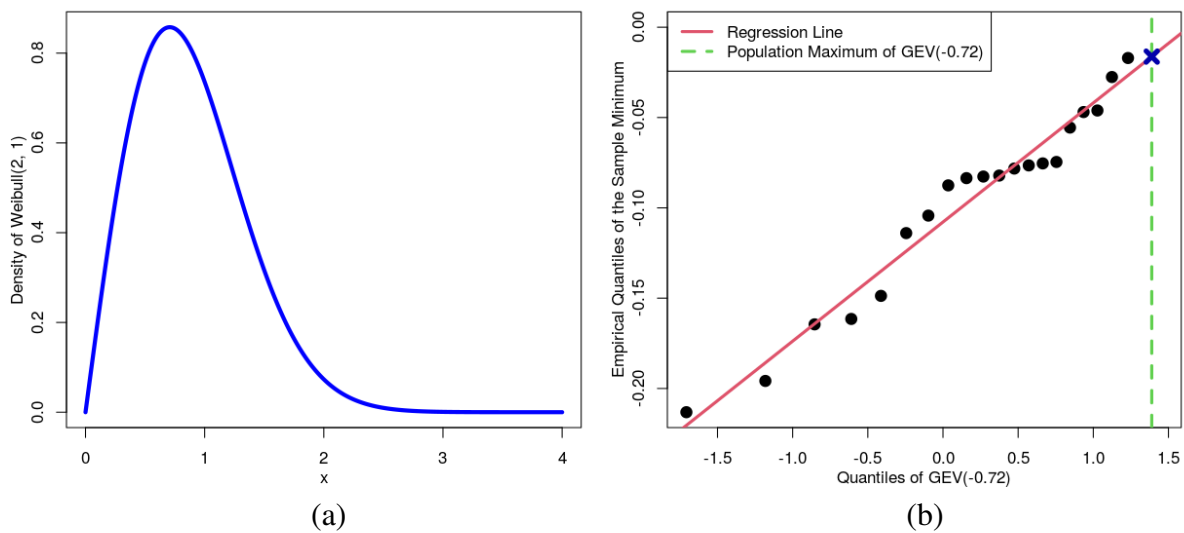 Density of Weibull(2, 1)
0.8
0.6
0.4
0.2
0.0
0 1 2 3 4
x
(a)
Regression Line
Population Maximum of GEV(-0.72)
Empirical Quantiles of the Sample Minimum
0.00
-0.05
-0.10
-0.15
-0.20
-1.5 -1.0 -0.5 0.0 0.5 1.0 1.5
Quantiles of GEV(-0.72)
(b)